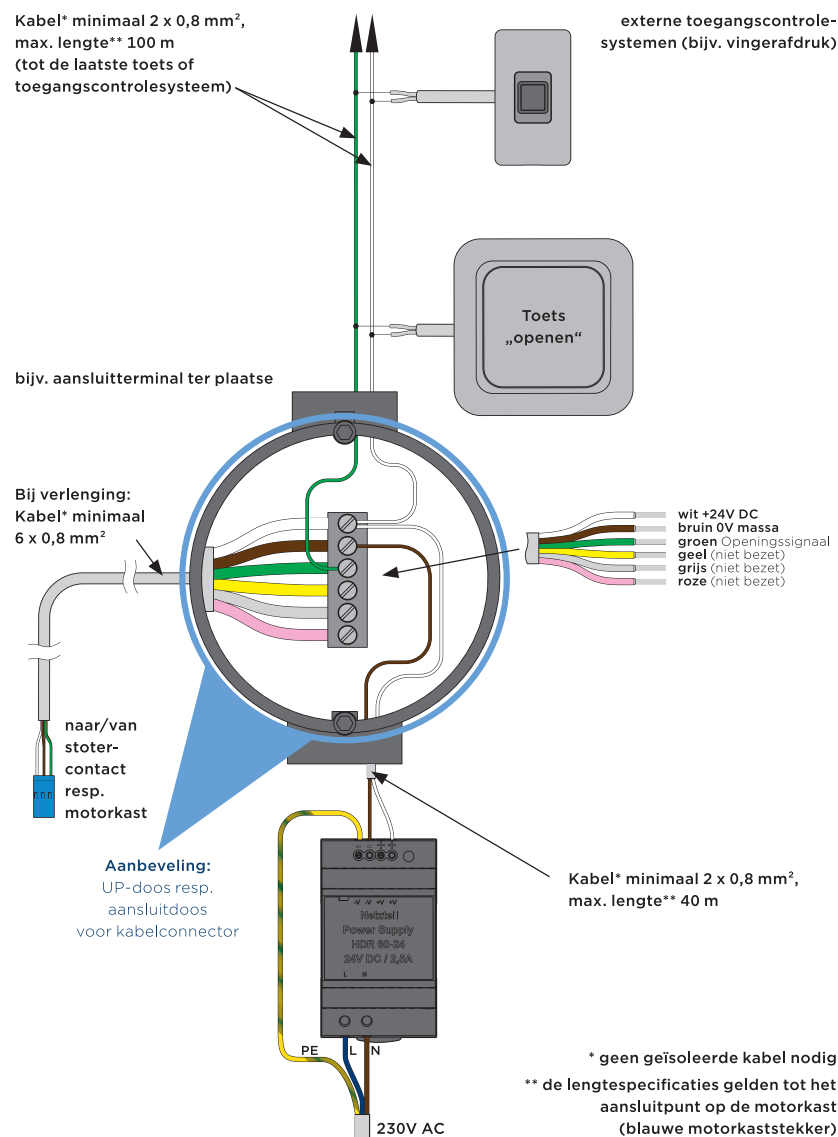 Kabel* minimaal 2 x 0,8 mm²,
max. lengte** 100 m
(tot de laatste toets of
toegangscontrolesysteem)
externe toegangscontrole-
systemen (bijv. vingerafdruk)
Toets
„openen“
bijv. aansluitterminal ter plaatse
Bij verlenging:
Kabel* minimaal
6 x 0,8 mm²
wit +24V DC
bruin 0V massa
groen Openingssignaal
geel (niet bezet)
grijs (niet bezet)
roze (niet bezet)
naar/van
stoter-
contact
resp.
motorkast
Aanbeveling:
UP-doos resp.
aansluitdoos
voor kabelconnector
Kabel* minimaal 2 x 0,8 mm²,
max. lengte** 40 m
-V -V +V +V
Netzteil
Power Supply
HDR 60-24
24V DC / 2,5A
L N
PE L N
230V AC
* geen geïsoleerde kabel nodig
** de lengtespecificaties gelden tot het
aansluitpunt op de motorkast
(blauwe motorkaststekker)